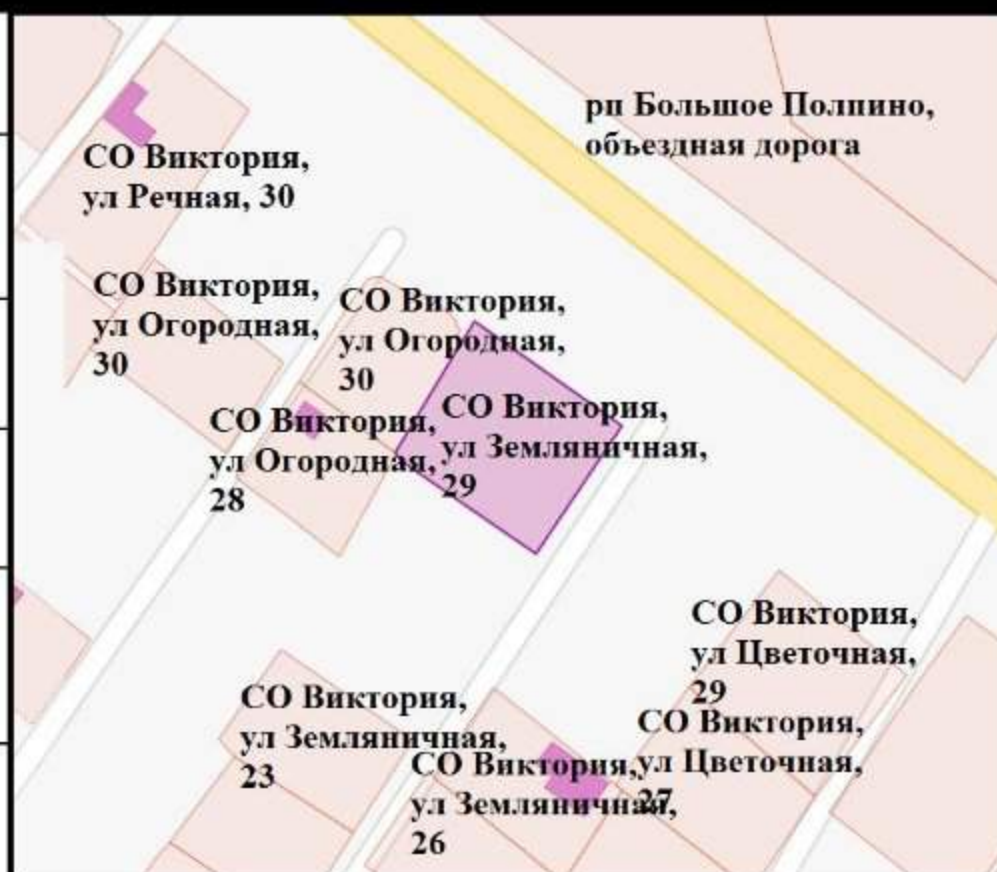 рп Большое Полпино,
объездная дорога
СО Виктория,
ул Речная, 30
СО Виктория,
ул Огородная,
30
СО Виктория,
ул Огородная,
30
СО Виктория,
ул Огородная,
28
СО Виктория,
ул Земляничная,
29
СО Виктория,
ул Цветочная,
29
СО Виктория,
ул Земляничная,
23
СО Виктория,
ул Цветочная,
27
СО Виктория,
ул Земляничная,
26